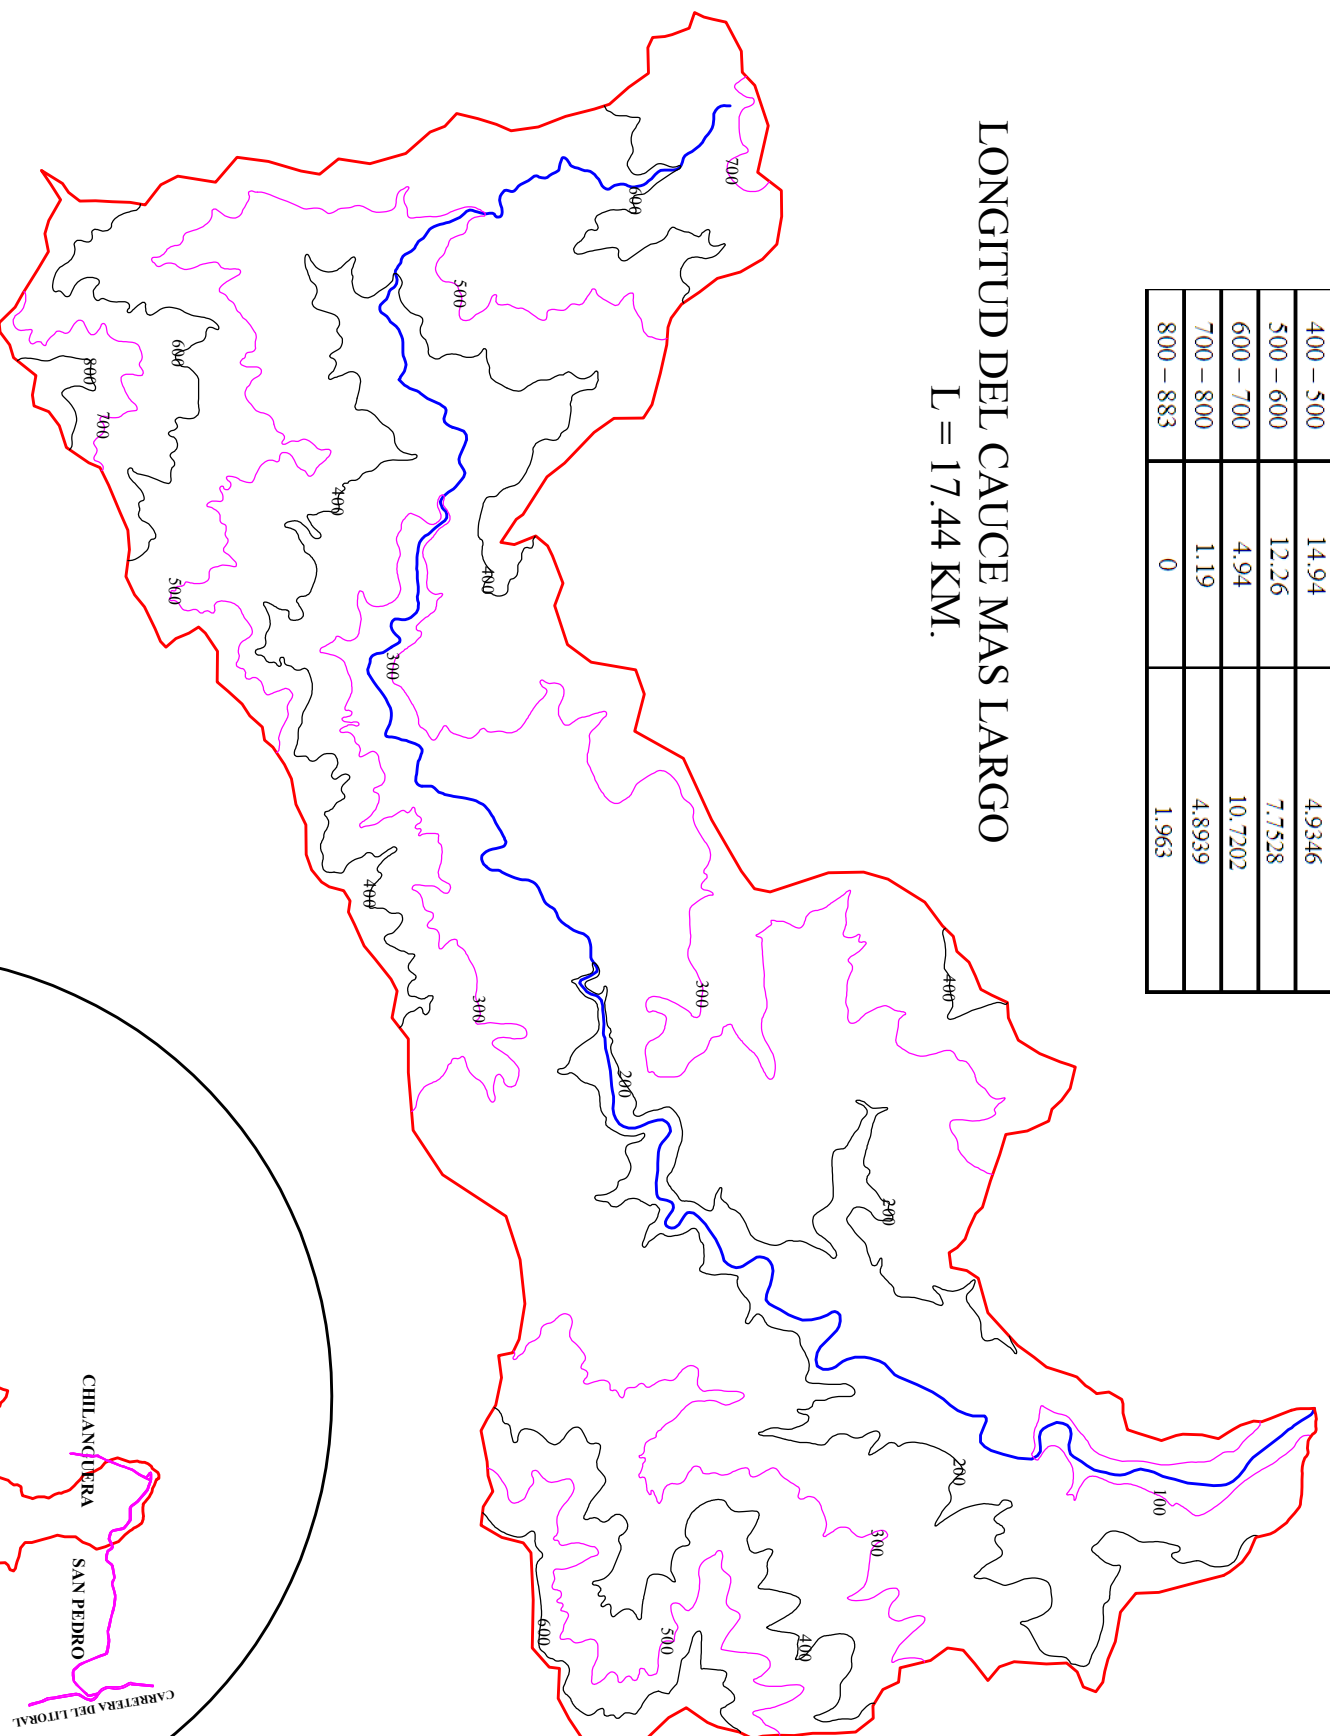 400 – 500 14.94 4.9346
500 – 600 12.26 7.7528
600 – 700 4.94 10.7202
700 – 800 1.19 4.8939
800 – 883 0 1.963
LONGITUD DEL CAUCE MAS LARGO
L = 17.44 KM.
700
600
500
600
800
700
400
500
400
300
400
300
300
400
200
200
200
100
300
400
500
600
CHILANGUERA
SAN PEDRO
CARRETERA DEL LITORAL